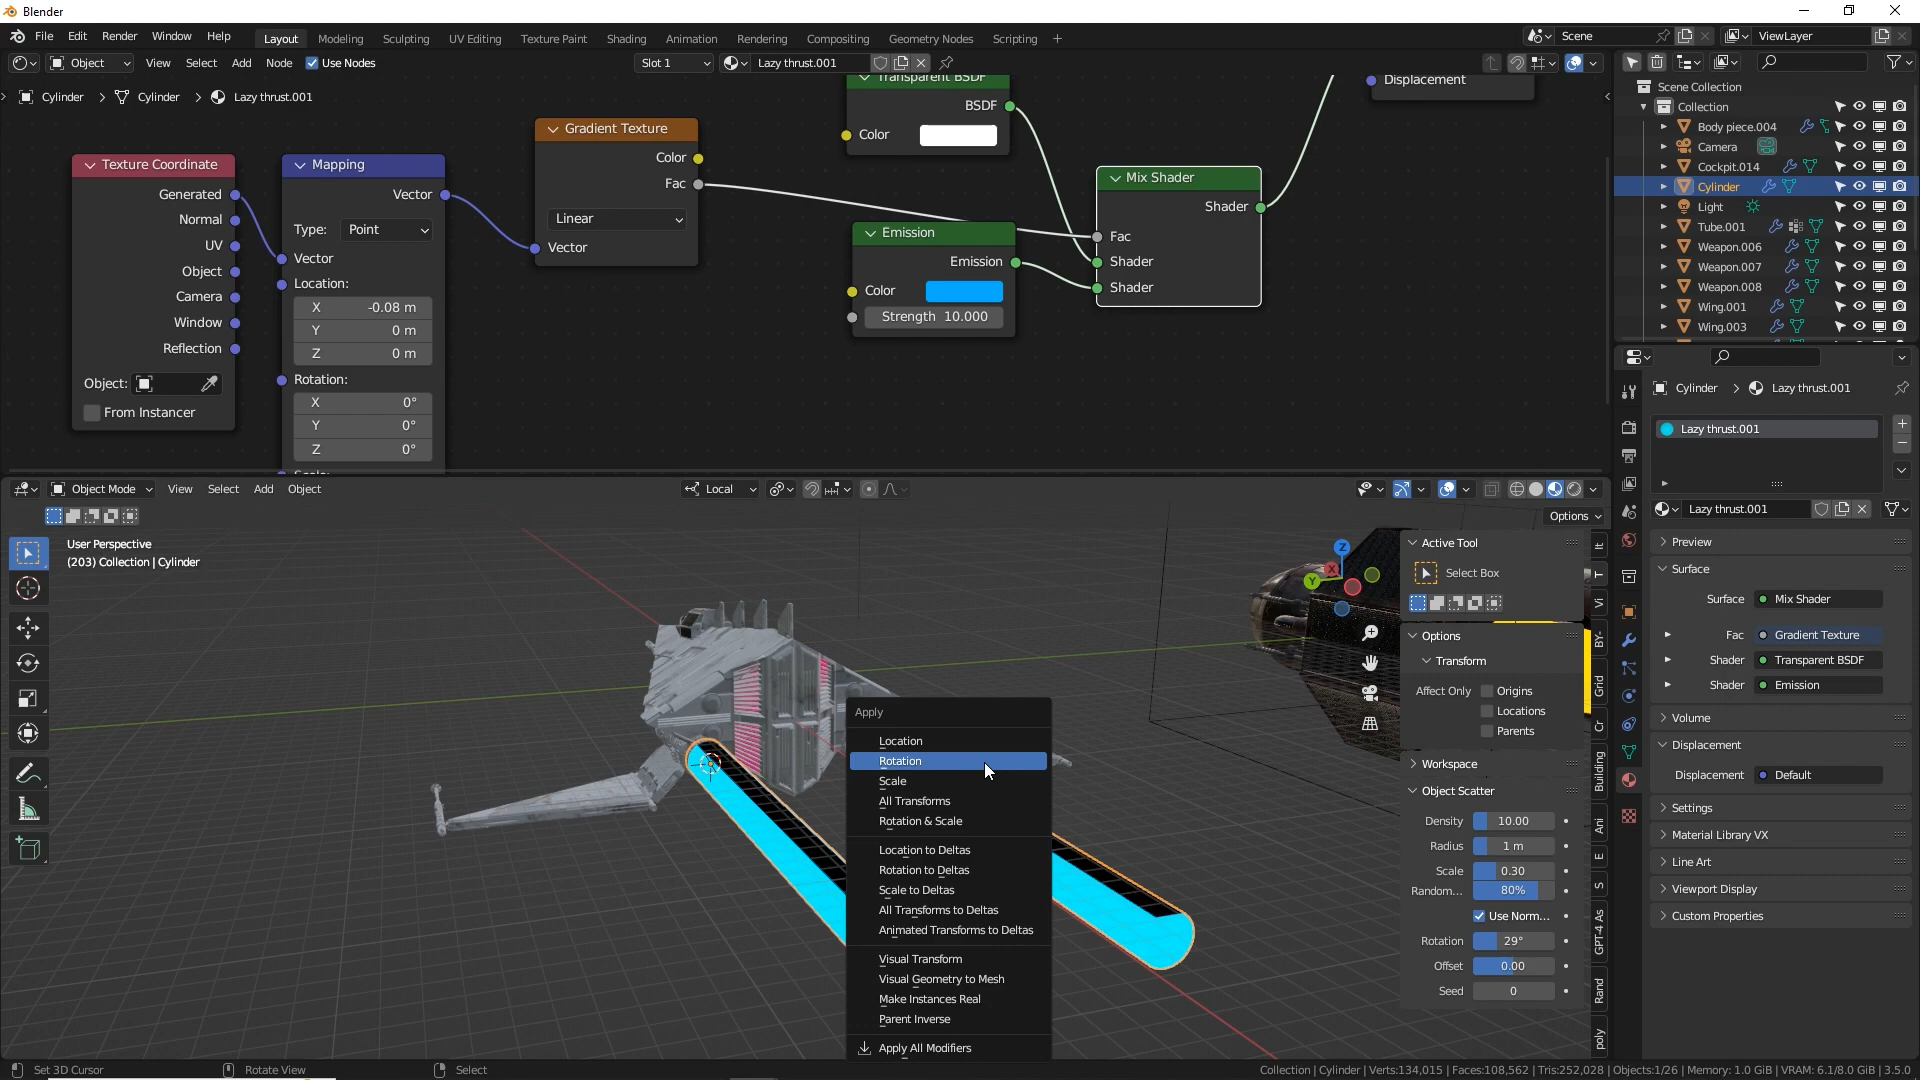 Blender
File Edit Render Window Help
Layout Modeling Sculpting UV Editing Texture Paint Shading Animation Rendering Compositing Geometry Nodes Scripting +
Scene
ViewLayer
Object View Select Add Node Use Nodes
Slot 1
Lazy thrust.001
Cylinder > Cylinder > Lazy thrust.001
Texture Coordinate
Generated
Normal
UV
Object
Camera
Window
Reflection
Object:
From Instancer
Mapping
Vector
Type: Point
Vector
Location:
X -0.08 m
Y 0 m
Z 0 m
Rotation:
X 0°
Y 0°
Z 0°
Gradient Texture
Color
Fac
Linear
Vector
Transparent BSDF
BSDF
Color
Emission
Emission
Color
Strength 10.000
Mix Shader
Shader
Fac
Shader
Shader
Displacement
Scene Collection
Collection
Body piece.004
Camera
Cockpit.014
Cylinder
Light
Tube.001
Weapon.006
Weapon.007
Weapon.008
Wing.001
Wing.003
Object Mode View Select Add Object
Local
Options
User Perspective
(203) Collection | Cylinder
Z
X
Y
Apply
Location
Rotation
Scale
All Transforms
Rotation & Scale
Location to Deltas
Rotation to Deltas
Scale to Deltas
All Transforms to Deltas
Animated Transforms to Deltas
Visual Transform
Visual Geometry to Mesh
Make Instances Real
Parent Inverse
Apply All Modifiers
Active Tool
Select Box
Options
Transform
Affect Only Origins
Locations
Parents
Workspace
Object Scatter
Density 10.00
Radius 1 m
Scale 0.30
Random... 80%
Use Norm...
Rotation 29°
Offset 0.00
Seed 0
It
T
Vi
BY-
Grid
Cr
Building
Ani
E
S
GPT-4 As
Rand
poly
Cylinder > Lazy thrust.001
Lazy thrust.001
Lazy thrust.001
Preview
Surface
Surface Mix Shader
Fac Gradient Texture
Shader Transparent BSDF
Shader Emission
Volume
Displacement
Displacement Default
Settings
Material Library VX
Line Art
Viewport Display
Custom Properties
Set 3D Cursor
Rotate View
Select
Collection | Cylinder | Verts:134,015 | Faces:108,562 | Tris:252,028 | Objects:1/26 | Memory: 1.0 GiB | VRAM: 6.1/8.0 GiB | 3.5.0